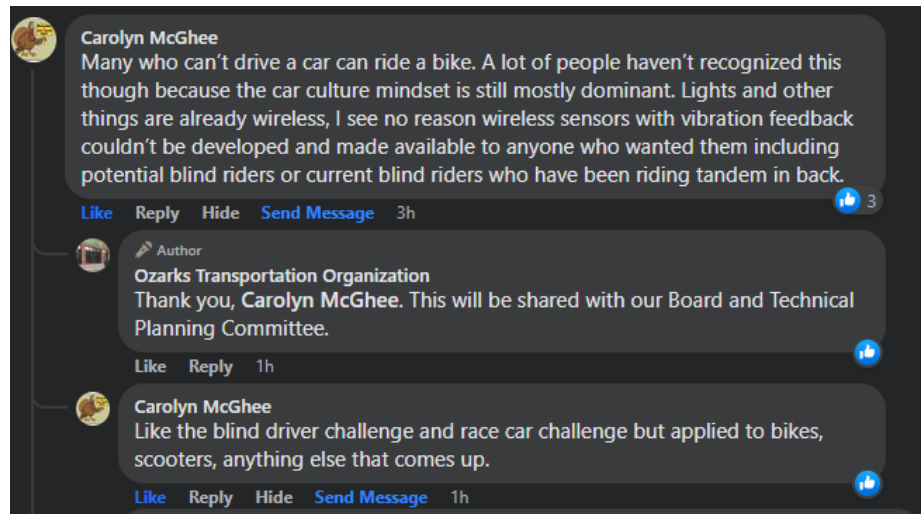 Carolyn McGhee
Many who can't drive a car can ride a bike. A lot of people haven't recognized this
though because the car culture mindset is still mostly dominant. Lights and other
things are already wireless, I see no reason wireless sensors with vibration feedback
couldn't be developed and made available to anyone who wanted them including
potential blind riders or current blind riders who have been riding tandem in back.
3
Like Reply Hide Send Message 3h
Author
Ozarks Transportation Organization
Thank you, Carolyn McGhee. This will be shared with our Board and Technical
Planning Committee.
Like Reply 1h
Carolyn McGhee
Like the blind driver challenge and race car challenge but applied to bikes,
scooters, anything else that comes up.
Like Reply Hide Send Message 1h